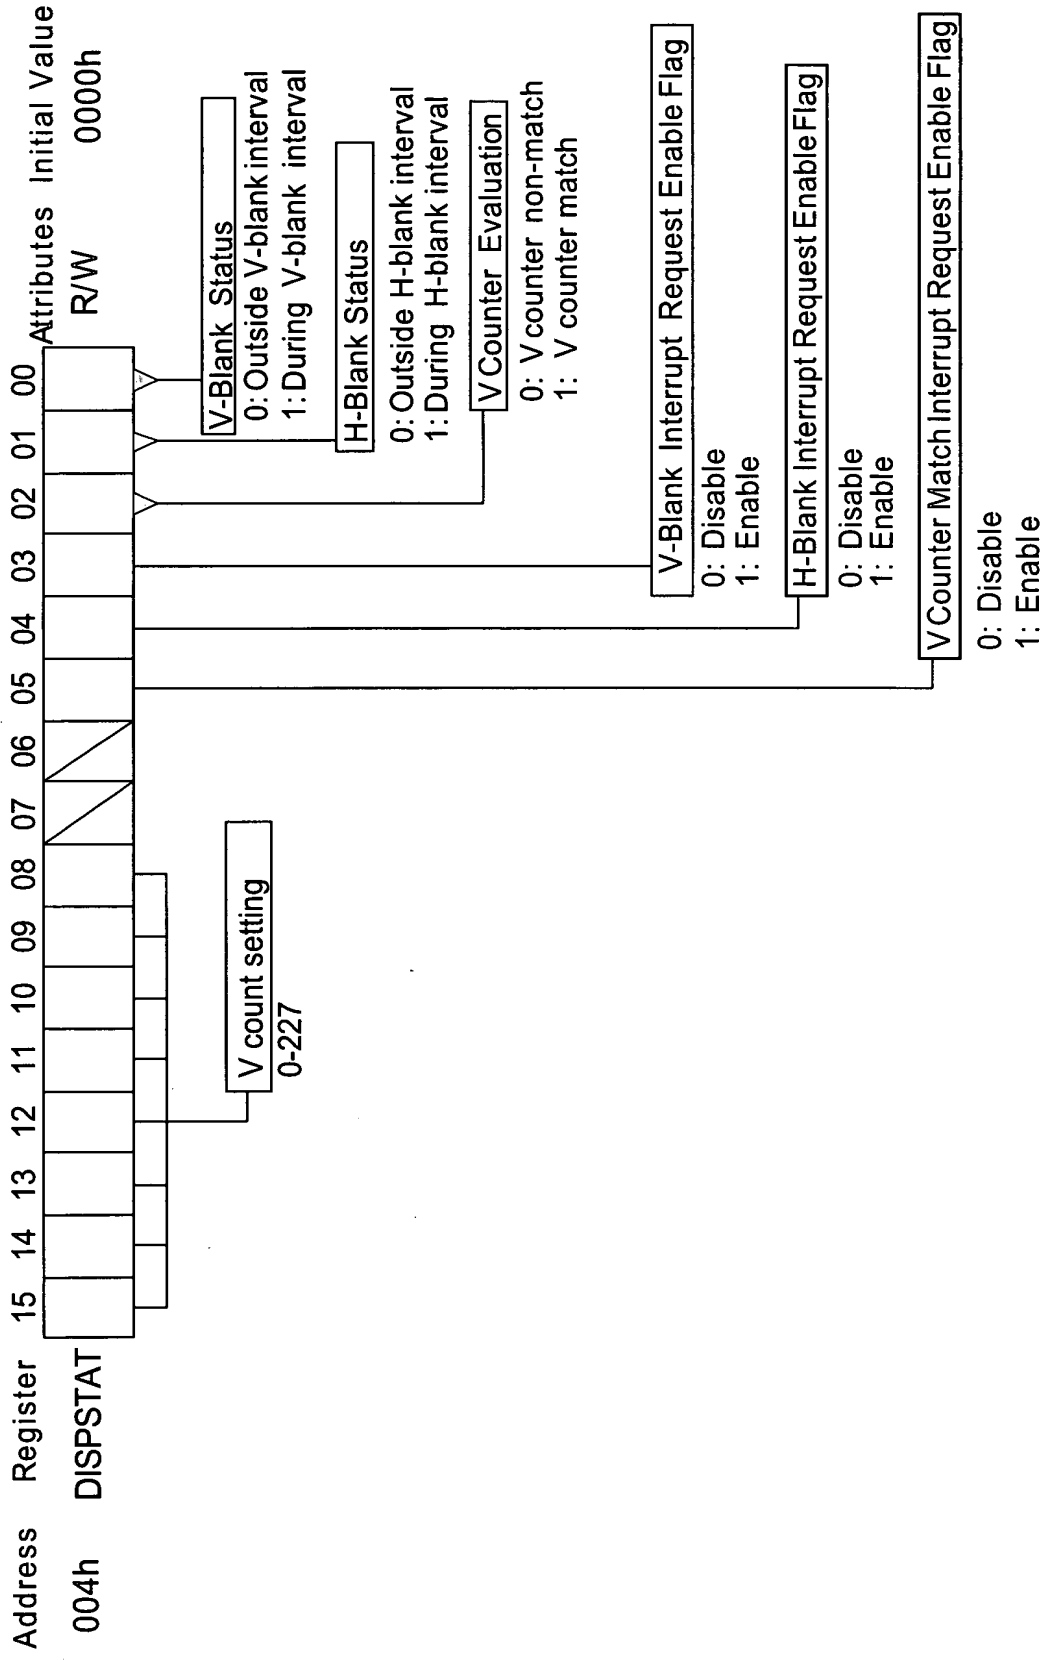 Address Register 15 14 13 12 11 10 09 08 07 06 05 04 03 02 01 00 Attributes Initial Value
004h DISPSTAT R/W 0000h
V-Blank Status
0: Outside V-blank interval
1: During V-blank interval
H-Blank Status
0: Outside H-blank interval
1: During H-blank interval
V Counter Evaluation
0: V counter non-match
1: V counter match
V count setting
0-227
V-Blank Interrupt Request Enable Flag
0: Disable
1: Enable
H-Blank Interrupt Request Enable Flag
0: Disable
1: Enable
V Counter Match Interrupt Request Enable Flag
0: Disable
1: Enable